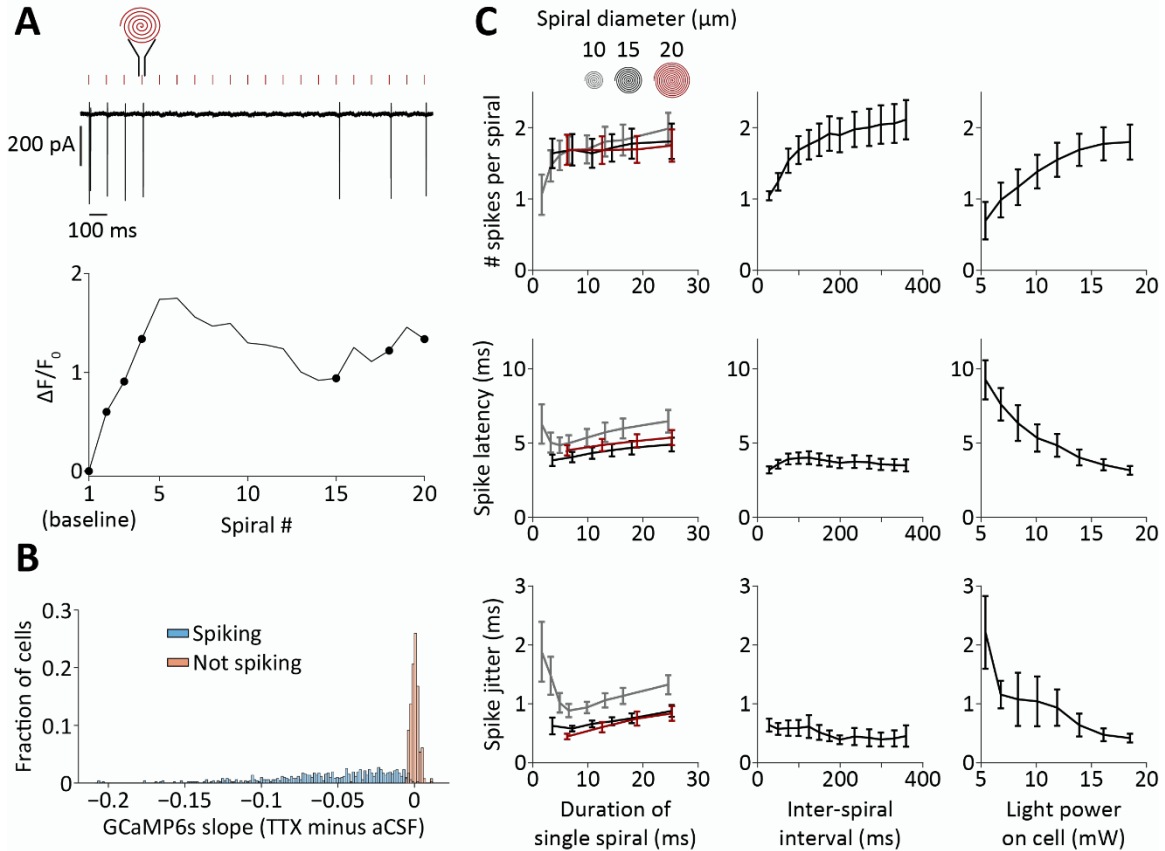 A
200 pA
100 ms
2
1
0
ΔF/F0
1
5
10
15
20
(baseline)
Spiral #
B
0.3
0.2
0.1
0
Fraction of cells
Spiking
Not spiking
−0.2
−0.15
−0.1
−0.05
0
GCaMP6s slope (TTX minus aCSF)
C
Spiral diameter (µm)
10 15 20
# spikes per spiral
2
1
0
0 10 20 30
2
1
0
0 200 400
2
1
0
5 10 15 20
Spike latency (ms)
10
5
0
0 10 20 30
10
5
0
0 200 400
10
5
0
5 10 15 20
Spike jitter (ms)
3
2
1
0
0 10 20 30
3
2
1
0
0 200 400
3
2
1
0
5 10 15 20
Duration of
single spiral (ms)
Inter-spiral
interval (ms)
Light power
on cell (mW)